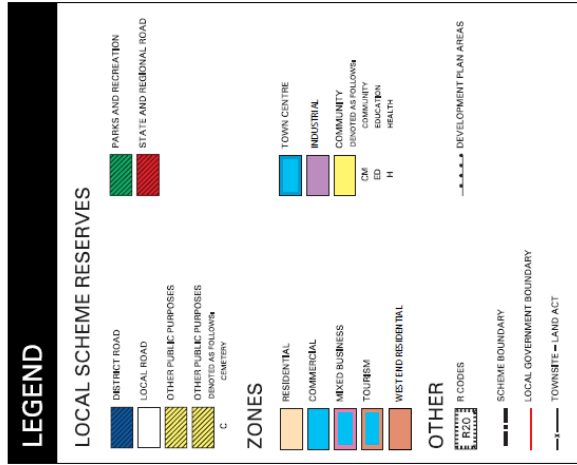 LEGEND
LOCAL SCHEME RESERVES
DISTRICT ROAD
LOCAL ROAD
OTHER PUBLIC PURPOSES
OTHER PUBLIC PURPOSES
DENOTED AS FOLLOWS:
C CEMETERY
PARKS AND RECREATION
STATE AND REGIONAL ROAD
ZONES
RESIDENTIAL
COMMERCIAL
MIXED BUSINESS
TOURISM
WEST END RESIDENTIAL
TOWN CENTRE
INDUSTRIAL
COMMUNITY
DENOTED AS FOLLOWS:
CM COMMUNITY
ED EDUCATION
H HEALTH
OTHER
R20 R CODES
SCHEME BOUNDARY
LOCAL GOVERNMENT BOUNDARY
TOWNSITE - LAND ACT
DEVELOPMENT PLAN AREAS